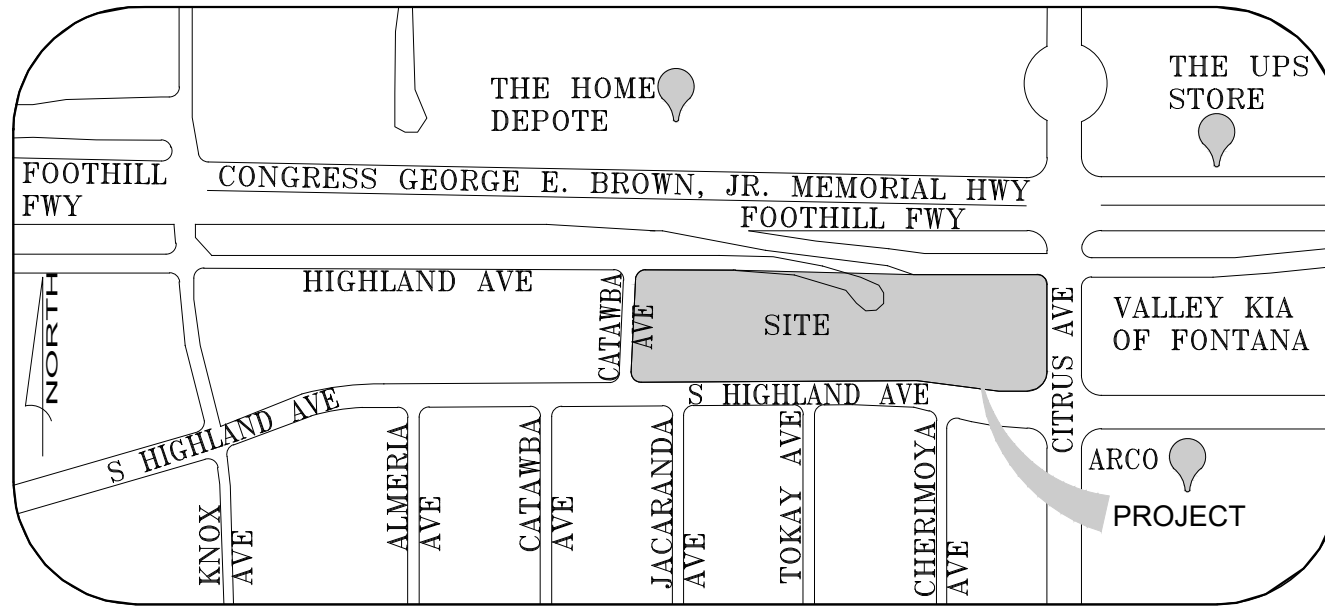 THE HOME
DEPOTE
THE UPS
STORE
FOOTHILL
FWY
CONGRESS GEORGE E. BROWN, JR. MEMORIAL HWY
FOOTHILL FWY
NORTH
HIGHLAND AVE
CATAWBA
AVE
SITE
CITRUS AVE
VALLEY KIA
OF FONTANA
S HIGHLAND AVE
S HIGHLAND AVE
KNOX
AVE
ALMERIA
AVE
CATAWBA
AVE
JACARANDA
AVE
TOKAY AVE
CHERIMOYA
AVE
ARCO
PROJECT